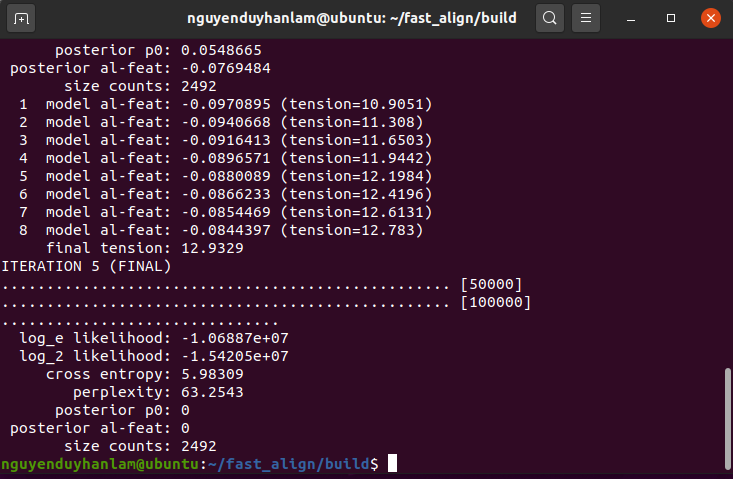 nguyenduyhanlam@ubuntu: ~/fast_align/build
posterior p0: 0.0548665
posterior al-feat: -0.0769484
size counts: 2492
1 model al-feat: -0.0970895 (tension=10.9051)
2 model al-feat: -0.0940668 (tension=11.308)
3 model al-feat: -0.0916413 (tension=11.6503)
4 model al-feat: -0.0896571 (tension=11.9442)
5 model al-feat: -0.0880089 (tension=12.1984)
6 model al-feat: -0.0866233 (tension=12.4196)
7 model al-feat: -0.0854469 (tension=12.6131)
8 model al-feat: -0.0844397 (tension=12.783)
final tension: 12.9329
ITERATION 5 (FINAL)
.................................................. [50000]
.................................................. [100000]
...............................
log_e likelihood: -1.06887e+07
log_2 likelihood: -1.54205e+07
cross entropy: 5.98309
perplexity: 63.2543
posterior p0: 0
posterior al-feat: 0
size counts: 2492
nguyenduyhanlam@ubuntu:~/fast_align/build$